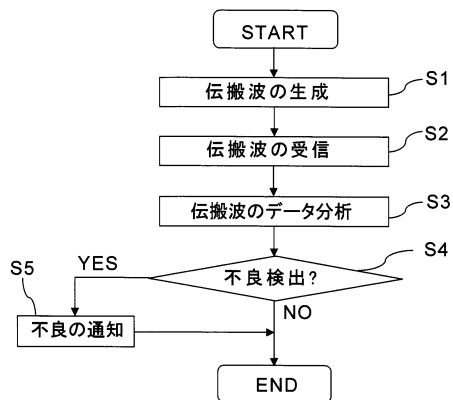 START
伝搬波の生成
S1
伝搬波の受信
S2
伝搬波のデータ分析
S3
不良検出?
S4
YES
S5
不良の通知
NO
END